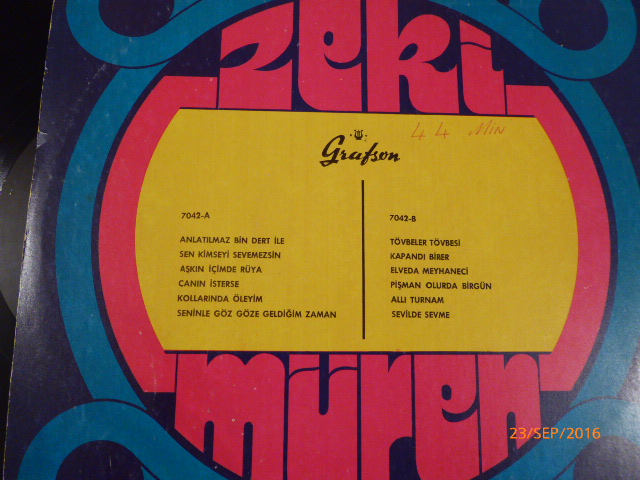 zeki
44 MIN
Grafson
7042-A
ANLATILMAZ BİN DERT İLE
SEN KİMSEYİ SEVEMEZSİN
AŞKIN İÇİMDE RÜYA
CANIN İSTERSE
KOLLARINDA ÖLEYİM
SENİNLE GÖZ GÖZE GELDİĞİM ZAMAN
7042-B
TÖVBELER TÖVBESİ
KAPANDI BİRER
ELVEDA MEYHANECİ
PİŞMAN OLURDA BİRGÜN
ALLI TURNAM
SEVİLDE SEVME
müren
23/SEP/2016